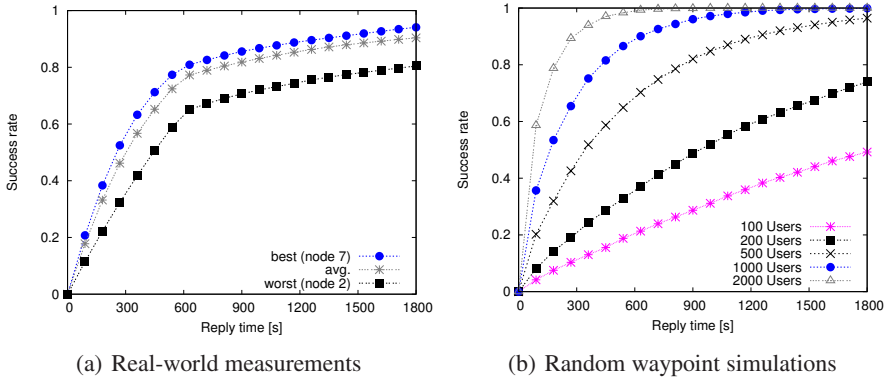 1
0.8
0.6
0.4
0.2
0
Success rate
0 300 600 900 1200 1500 1800
Reply time [s]
best (node 7)
avg.
worst (node 2)
(a) Real-world measurements
1
0.8
0.6
0.4
0.2
0
Success rate
0 300 600 900 1200 1500 1800
Reply time [s]
100 Users
200 Users
500 Users
1000 Users
2000 Users
(b) Random waypoint simulations